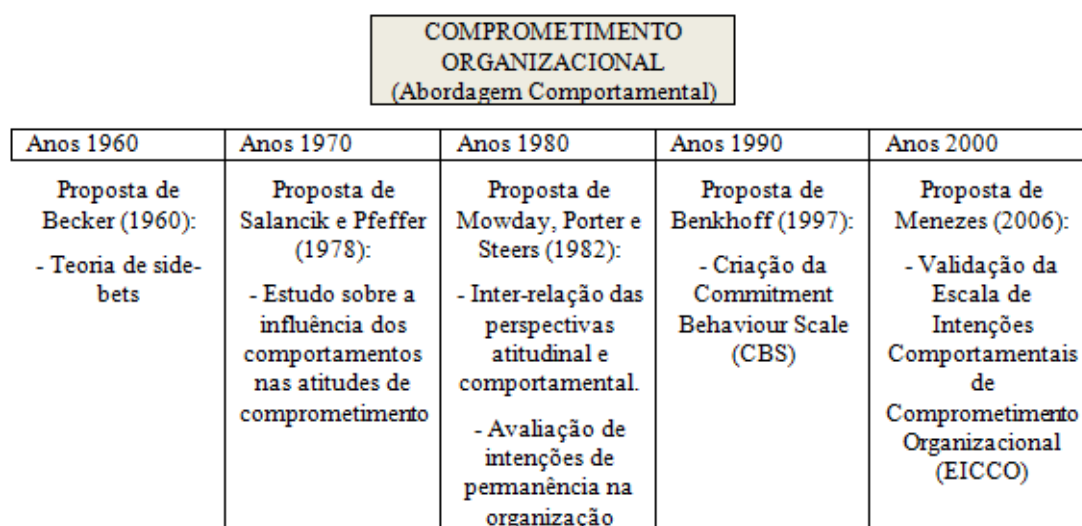 COMPROMETIMENTO
ORGANIZACIONAL
(Abordagem Comportamental)
Anos 1960
Proposta de
Becker (1960):
- Teoria de side-
bets
Anos 1970
Proposta de
Salancik e Pfeffer
(1978):
- Estudo sobre a
influência dos
comportamentos
nas atitudes de
comprometimento
Anos 1980
Proposta de
Mowday, Porter e
Steers (1982):
- Inter-relação das
perspectivas
atitudinal e
comportamental.
- Avaliação de
intenções de
permanência na
organização
Anos 1990
Proposta de
Benkhoff (1997):
- Criação da
Commitment
Behaviour Scale
(CBS)
Anos 2000
Proposta de
Menezes (2006):
- Validação da
Escala de
Intenções
Comportamentais
de
Comprometimento
Organizacional
(EICCO)